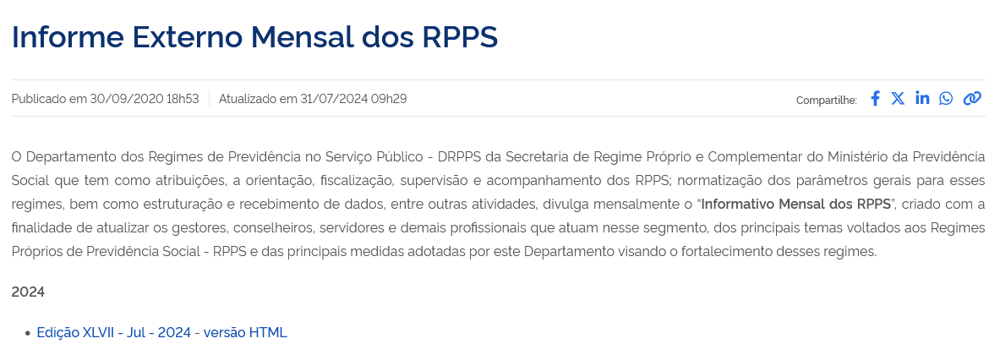 Informe Externo Mensal dos RPPS
Publicado em 30/09/2020 18h53 Atualizado em 31/07/2024 09h29 Compartilhe:
O Departamento dos Regimes de Previdência no Serviço Público - DRPPS da Secretaria de Regime Próprio e Complementar do Ministério da Previdência
Social que tem como atribuições, a orientação, fiscalização, supervisão e acompanhamento dos RPPS; normatização dos parâmetros gerais para esses
regimes, bem como estruturação e recebimento de dados, entre outras atividades, divulga mensalmente o “Informativo Mensal dos RPPS”, criado com a
finalidade de atualizar os gestores, conselheiros, servidores e demais profissionais que atuam nesse segmento, dos principais temas voltados aos Regimes
Próprios de Previdência Social - RPPS e das principais medidas adotadas por este Departamento visando o fortalecimento desses regimes.
2024
• Edição XLVII - Jul - 2024 - versão HTML